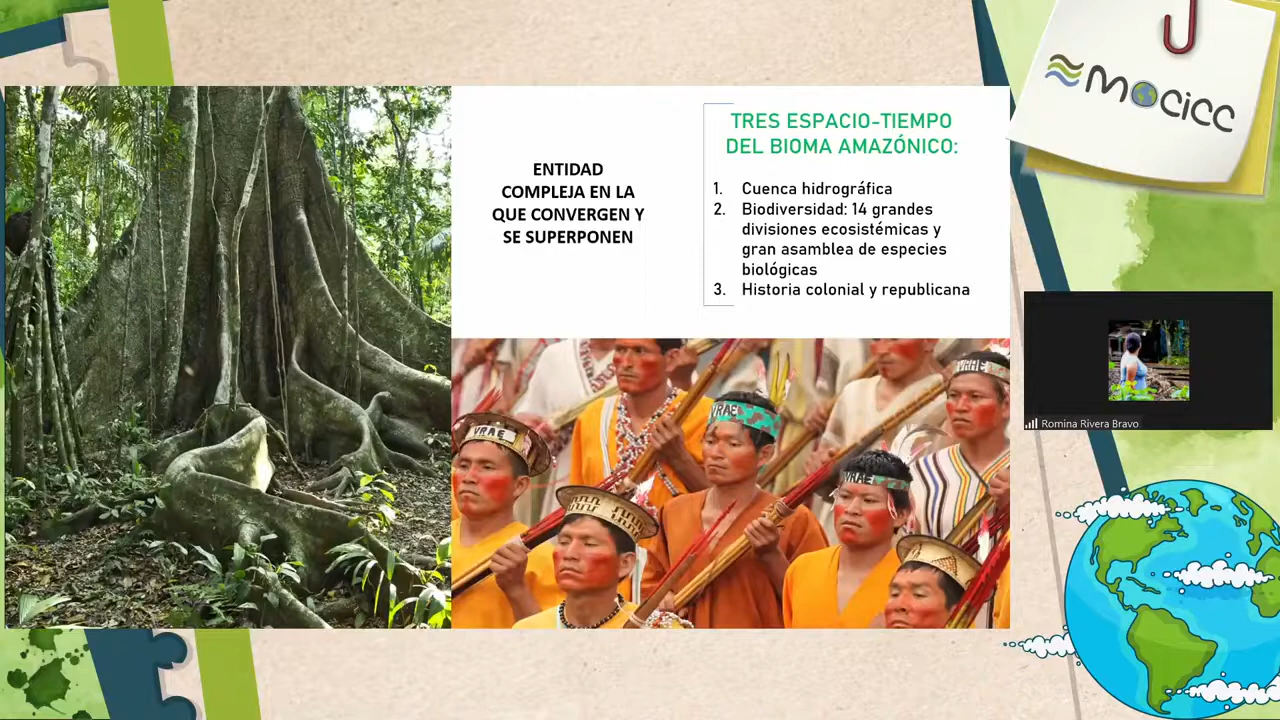 MOCICC
TRES ESPACIO-TIEMPO
DEL BIOMA AMAZÓNICO:
ENTIDAD
COMPLEJA EN LA
QUE CONVERGEN Y
SE SUPERPONEN
1. Cuenca hidrográfica
2. Biodiversidad: 14 grandes
divisiones ecosistémicas y
gran asamblea de especies
biológicas
3. Historia colonial y republicana
VRAE
VRAE
VRAE
VRAE
Romina Rivera Bravo